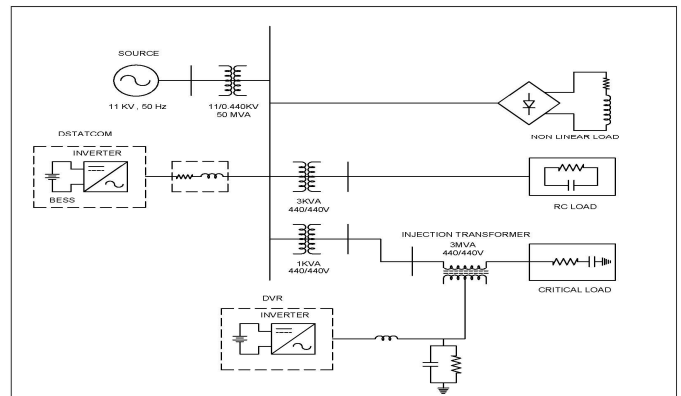 SOURCE
11 KV , 50 Hz
11/0.440KV
50 MVA
NON LINEAR LOAD
DSTATCOM
INVERTER
BESS
3KVA
440/440V
RC LOAD
INJECTION TRANSFORMER
3MVA
440/440V
1KVA
440/440V
CRITICAL LOAD
DVR
INVERTER